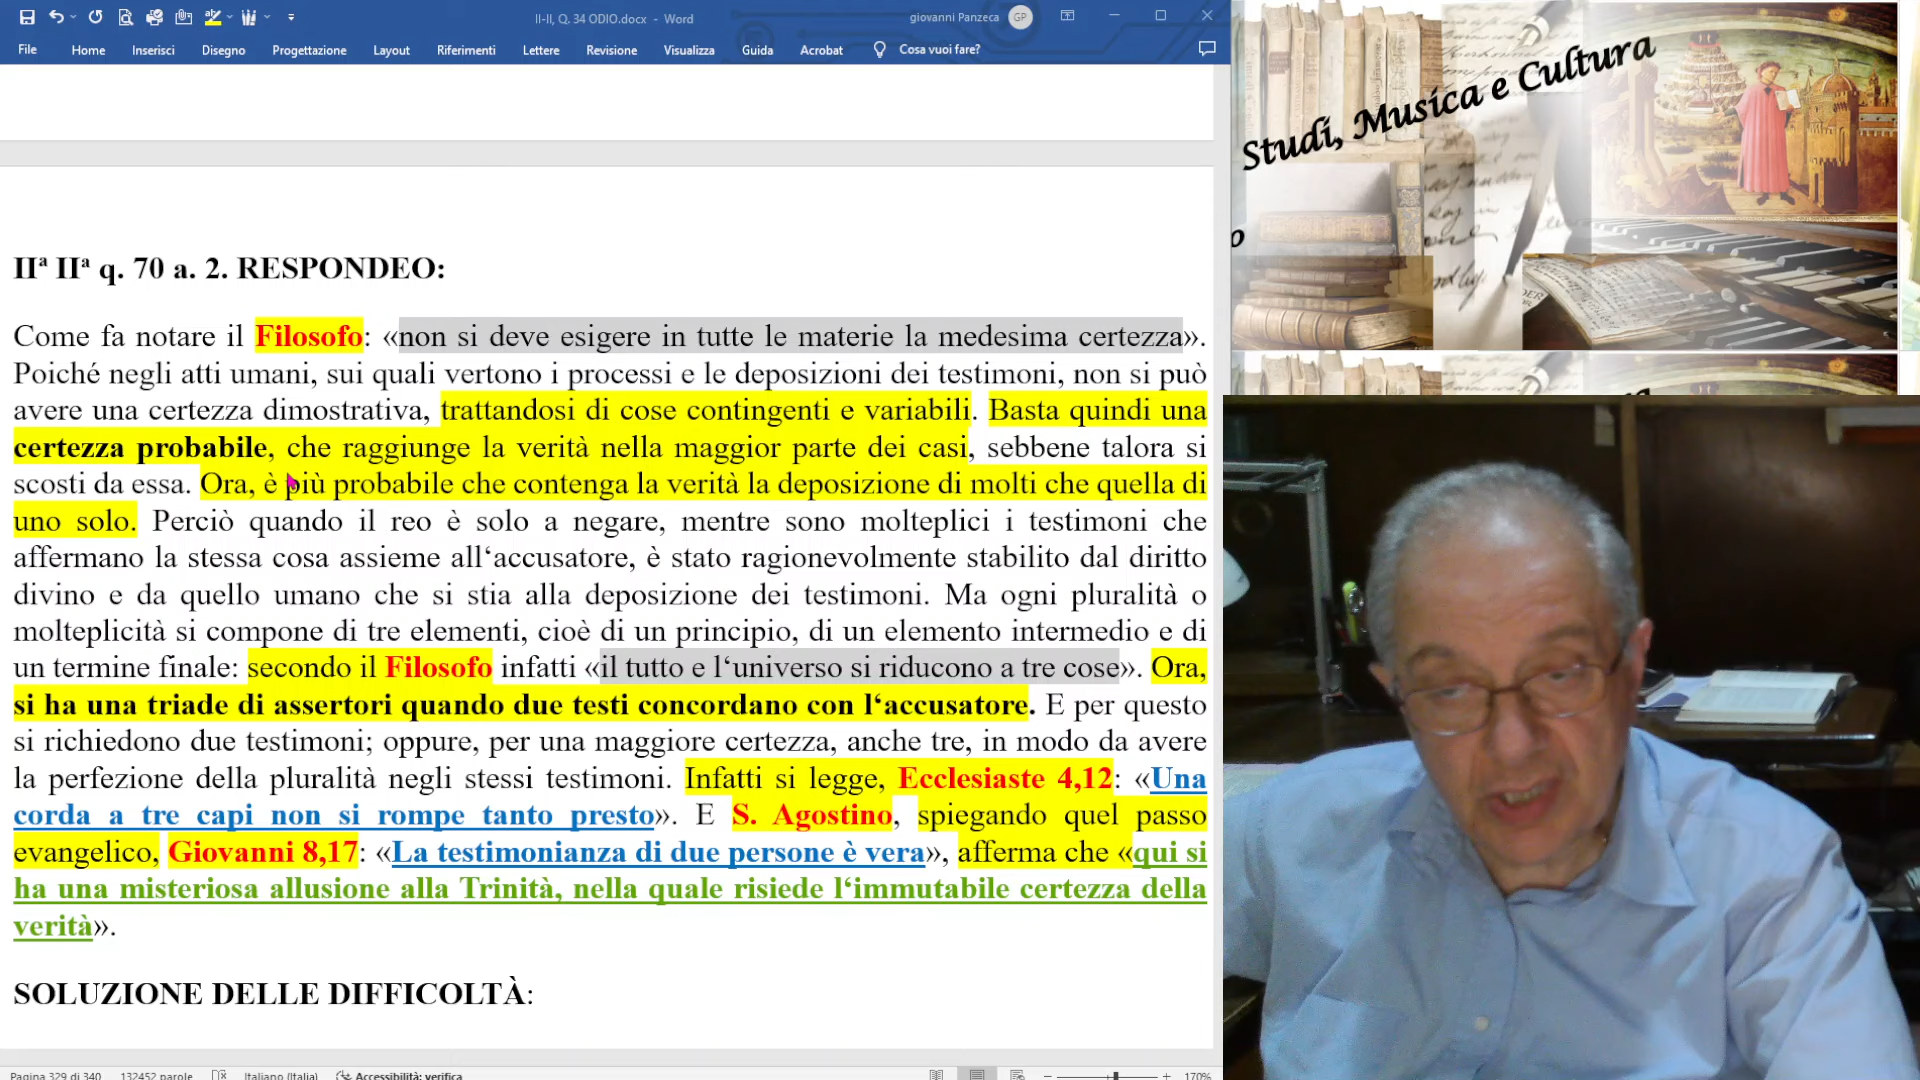 II-II, Q. 34 ODIO.docx - Word
giovanni Panzeca
GP
File Home Inserisci Disegno Progettazione Layout Riferimenti Lettere Revisione Visualizza Guida Acrobat Cosa vuoi fare?
Studi, Musica e Cultura
o
IIª IIª q. 70 a. 2. RESPONDEO:
Come fa notare il Filosofo: «non si deve esigere in tutte le materie la medesima certezza».
Poiché negli atti umani, sui quali vertono i processi e le deposizioni dei testimoni, non si può
avere una certezza dimostrativa, trattandosi di cose contingenti e variabili. Basta quindi una
certezza probabile, che raggiunge la verità nella maggior parte dei casi, sebbene talora si
scosti da essa. Ora, è più probabile che contenga la verità la deposizione di molti che quella di
uno solo. Perciò quando il reo è solo a negare, mentre sono molteplici i testimoni che
affermano la stessa cosa assieme all‘accusatore, è stato ragionevolmente stabilito dal diritto
divino e da quello umano che si stia alla deposizione dei testimoni. Ma ogni pluralità o
molteplicità si compone di tre elementi, cioè di un principio, di un elemento intermedio e di
un termine finale: secondo il Filosofo infatti «il tutto e l‘universo si riducono a tre cose». Ora,
si ha una triade di assertori quando due testi concordano con l‘accusatore. E per questo
si richiedono due testimoni; oppure, per una maggiore certezza, anche tre, in modo da avere
la perfezione della pluralità negli stessi testimoni. Infatti si legge, Ecclesiaste 4,12: «Una
corda a tre capi non si rompe tanto presto». E S. Agostino, spiegando quel passo
evangelico, Giovanni 8,17: «La testimonianza di due persone è vera», afferma che «qui si
ha una misteriosa allusione alla Trinità, nella quale risiede l‘immutabile certezza della
verità».
SOLUZIONE DELLE DIFFICOLTÀ:
Pagina 329 di 340 132452 parole Italiano (Italia) Accessibilità: verifica 170%